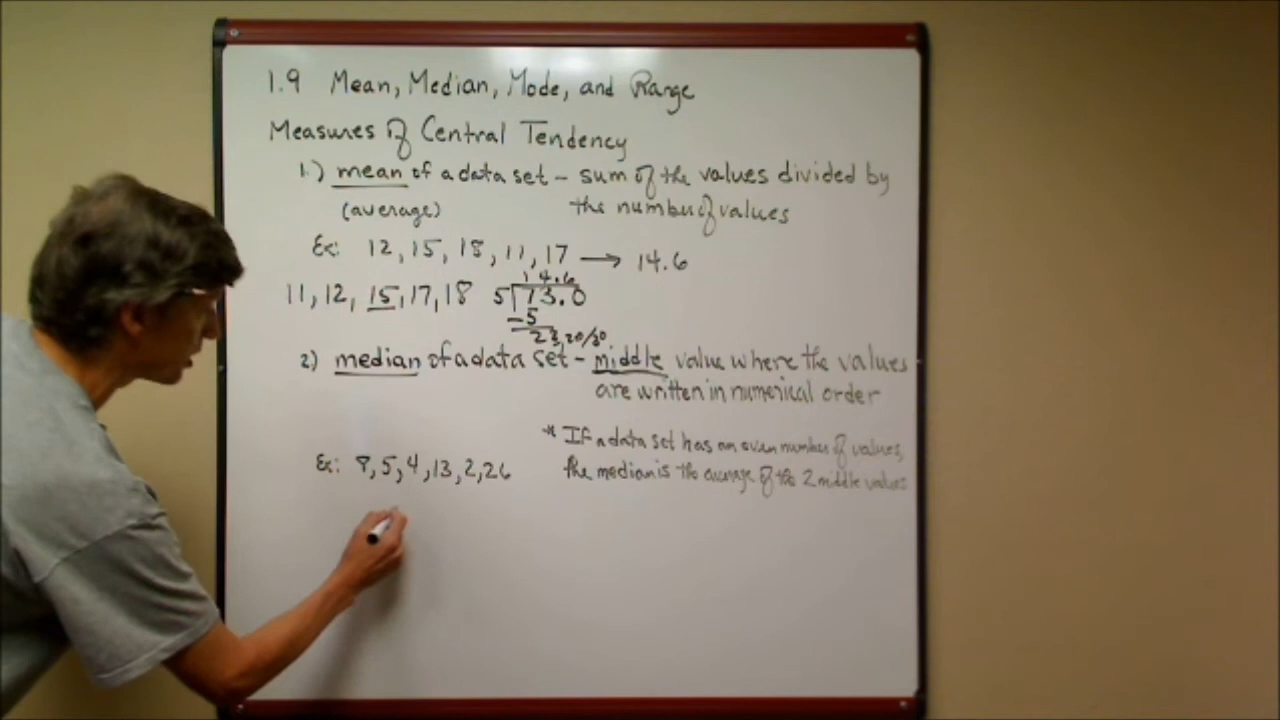 1.9 Mean, Median, Mode, and Range
Measures of Central Tendency
1.) mean of a data set – sum of the values divided by
(average) the number of values
Ex: 12, 15, 18, 11, 17 → 14.6
14.6
11, 12, 15, 17, 18 5 73.0
-5
23
2) median of a data set – middle value where the values
are written in numerical order
* If a data set has an even number of values,
Ex: 8, 5, 4, 13, 2, 26 the median is the average of the 2 middle values